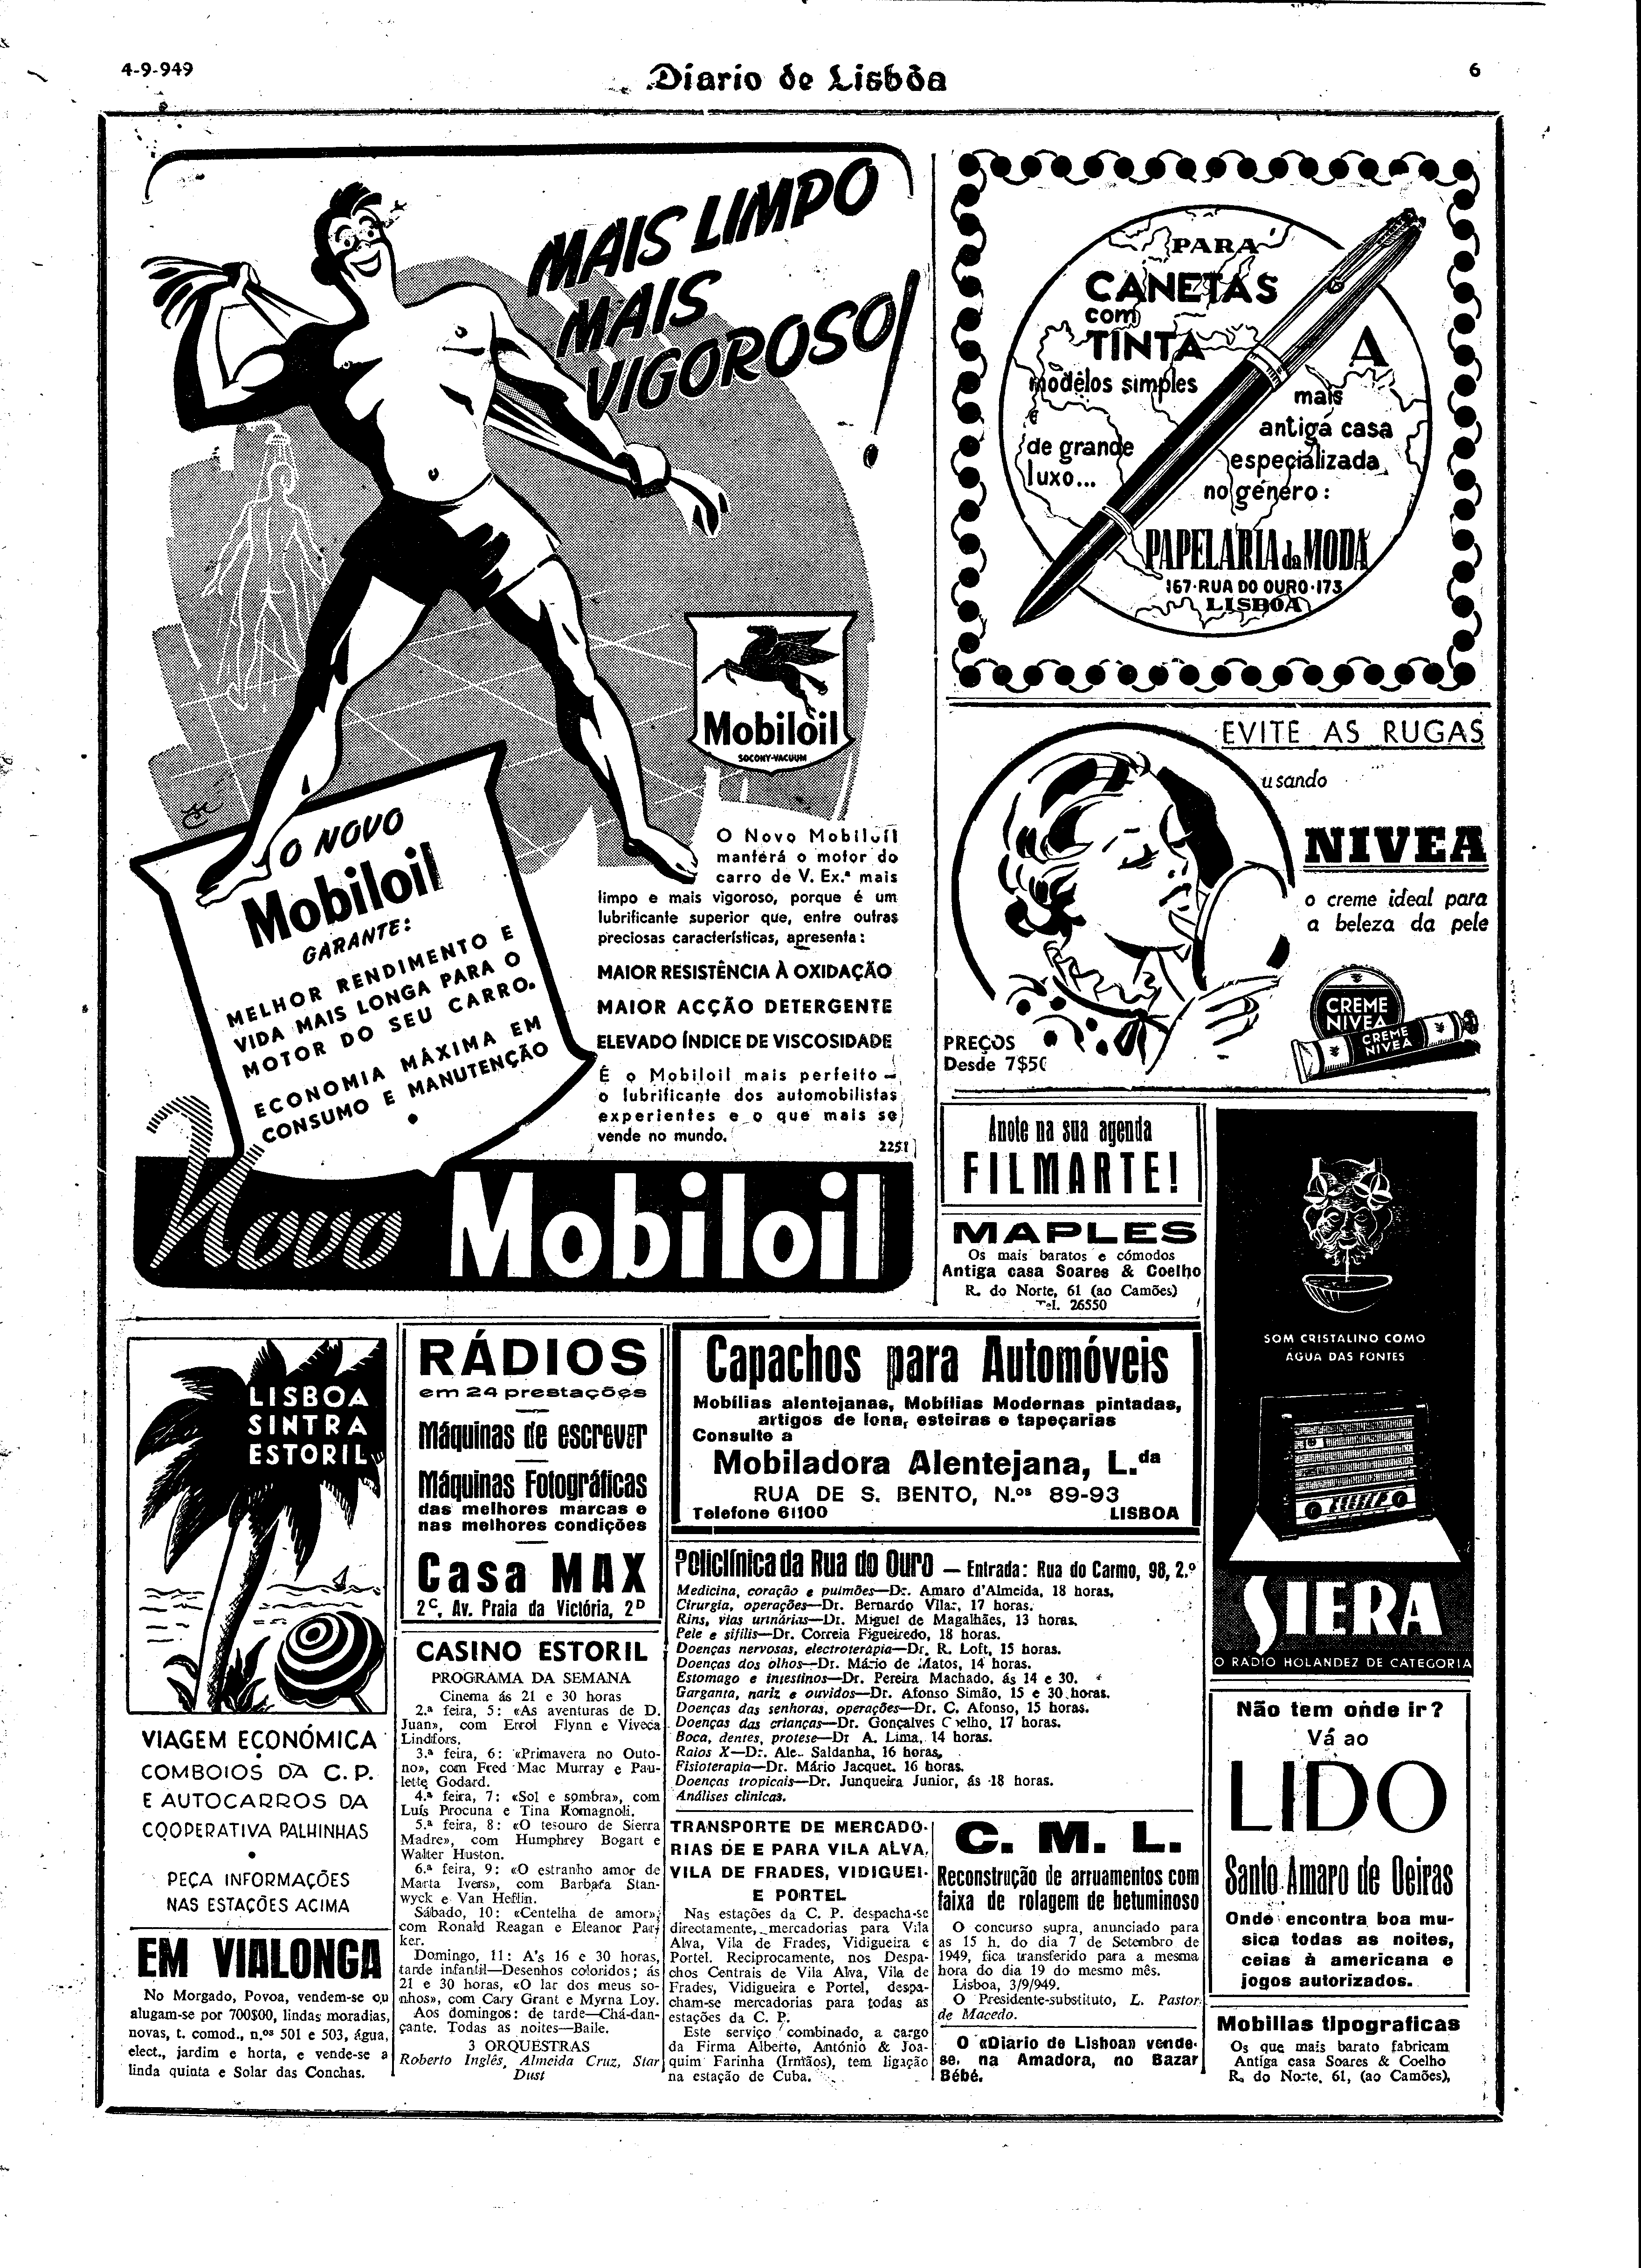 4-9-949
Diario de Lisbôa
6
MAIS LIMPO
MAIS
VIGOROSO!
Mobiloil
SOCONY-VACUUM
O NOVO
Mobiloil
GARANTE:
MELHOR RENDIMENTO E
VIDA MAIS LONGA PARA O
MOTOR DO SEU CARRO.
ECONOMIA MÁXIMA EM
CONSUMO E MANUTENÇÃO
O Novo Mobiloil
manterá o motor do
carro de V. Ex.ª mais
limpo e mais vigoroso, porque é um
lubrificante superior que, entre outras
preciosas características, apresenta:
MAIOR RESISTÊNCIA À OXIDAÇÃO
MAIOR ACÇÃO DETERGENTE
ELEVADO ÍNDICE DE VISCOSIDADE
É o Mobiloil mais perfeito —
o lubrificante dos automobilistas
experientes e o que mais se
vende no mundo.
2251
Novo Mobiloil
PARA
CANETAS
com
TINTA
modêlos simples
e
de grande
luxo...
A
mais
antiga casa
especializada
no género:
PAPELARIA da MODA
167·RUA DO OURO·173
LISBOA
EVITE AS RUGAS
usando
NIVEA
o creme ideal para
a beleza da pele
CREME
NIVEA
CREME
NIVEA
PREÇOS
Desde 7$50
Anote na sua agenda
FILMARTE!
MAPLES
Os mais baratos e cómodos
Antiga casa Soares & Coelho
R. do Norte, 61 (ao Camões)
Tel. 26550
SOM CRISTALINO COMO
ÁGUA DAS FONTES
SIERA
O RÁDIO HOLANDEZ DE CATEGORIA
LISBOA
SINTRA
ESTORIL
VIAGEM ECONÓMICA
COMBOIOS DA C. P.
E AUTOCARROS DA
COOPERATIVA PALHINHAS
PEÇA INFORMAÇÕES
NAS ESTAÇÕES ACIMA
EM VIALONGA
No Morgado, Povoa, vendem-se ou
alugam-se por 700$00, lindas moradias,
novas, t. comod., n.os 501 e 503, água,
elect., jardim e horta, e vende-se a
linda quinta e Solar das Conchas.
RÁDIOS
em 24 prestações
Máquinas de escrever
Máquinas Fotográficas
das melhores marcas e
nas melhores condições
Casa MAX
2C, Av. Praia da Victória, 2D
CASINO ESTORIL
PROGRAMA DA SEMANA
Cinema ás 21 e 30 horas
2.ª feira, 5: «As aventuras de D.
Juan», com Errol Flynn e Viveca
Lindfors.
3.ª feira, 6: «Primavera no Outo-
no», com Fred Mac Murray e Pau-
lette Godard.
4.ª feira, 7: «Sol e sombra», com
Luís Procuna e Tina Romagnoli.
5.ª feira, 8: «O tesouro de Sierra
Madre», com Humphrey Bogart e
Walter Huston.
6.ª feira, 9: «O estranho amor de
Marta Ivers», com Barbara Stan-
wyck e Van Heflin.
Sábado, 10: «Centelha de amor»,
com Ronald Reagan e Eleanor Par-
ker.
Domingo, 11: A's 16 e 30 horas,
tarde infantil—Desenhos coloridos; ás
21 e 30 horas, «O lar dos meus so-
nhos», com Cary Grant e Myrna Loy.
Aos domingos: de tarde—Chá-dan-
çante. Todas as noites—Baile.
3 ORQUESTRAS
Roberto Inglês, Almeida Cruz, Star
Dust
Capachos para Automóveis
Mobílias alentejanas, Mobílias Modernas pintadas,
artigos de lona, esteiras e tapeçarias
Consulte a
Mobiladora Alentejana, L.da
RUA DE S. BENTO, N.os 89-93
Telefone 61100 LISBOA
Policlínica da Rua do Ouro — Entrada: Rua do Carmo, 98, 2.º
Medicina, coração e pulmões—Dr. Amaro d'Almeida, 18 horas.
Cirurgia, operações—Dr. Bernardo Vilar, 17 horas.
Rins, vias urinárias—Dr. Miguel de Magalhães, 13 horas.
Pele e sífilis—Dr. Correia Figueiredo, 18 horas.
Doenças nervosas, electroterapia—Dr. R. Loft, 15 horas.
Doenças dos olhos—Dr. Mário de Matos, 14 horas.
Estomago e intestinos—Dr. Pereira Machado, ás 14 e 30.
Garganta, nariz e ouvidos—Dr. Afonso Simão, 15 e 30 horas.
Doenças das senhoras, operações—Dr. C. Afonso, 15 horas.
Doenças das crianças—Dr. Gonçalves Coelho, 17 horas.
Boca, dentes, protese—Dr A. Lima, 14 horas.
Raios X—Dr. Ale. Saldanha, 16 horas.
Fisioterapia—Dr. Mário Jacquet, 16 horas.
Doenças tropicais—Dr. Junqueira Junior, ás 18 horas.
Análises clinicas.
TRANSPORTE DE MERCADO-
RIAS DE E PARA VILA ALVA,
VILA DE FRADES, VIDIGUEI-
E PORTEL
Nas estações da C. P. despacha-se
directamente, mercadorias para Vila
Alva, Vila de Frades, Vidigueira e
Portel. Reciprocamente, nos Despa-
chos Centrais de Vila Alva, Vila de
Frades, Vidigueira e Portel, despa-
cham-se mercadorias para todas as
estações da C. P.
Este serviço combinado, a cargo
da Firma Alberto, António & Joa-
quim Farinha (Irmãos), tem ligação
na estação de Cuba.
C. M. L.
Reconstrução de arruamentos com
faixa de rolagem de betuminoso
O concurso supra, anunciado para
as 15 h. do dia 7 de Setembro de
1949, fica transferido para a mesma
hora do dia 19 do mesmo mês.
Lisboa, 3/9/949.
O Presidente-substituto, L. Pastor
de Macedo.
O «Diario de Lisboa» vende-
se, na Amadora, no Bazar
Bébé.
Não tem onde ir?
Vá ao
LIDO
Santo Amaro de Oeiras
Onde encontra boa mu-
sica todas as noites,
ceias à americana e
jogos autorizados.
Mobilias tipograficas
Os que mais barato fabricam
Antiga casa Soares & Coelho
R. do Norte, 61, (ao Camões),